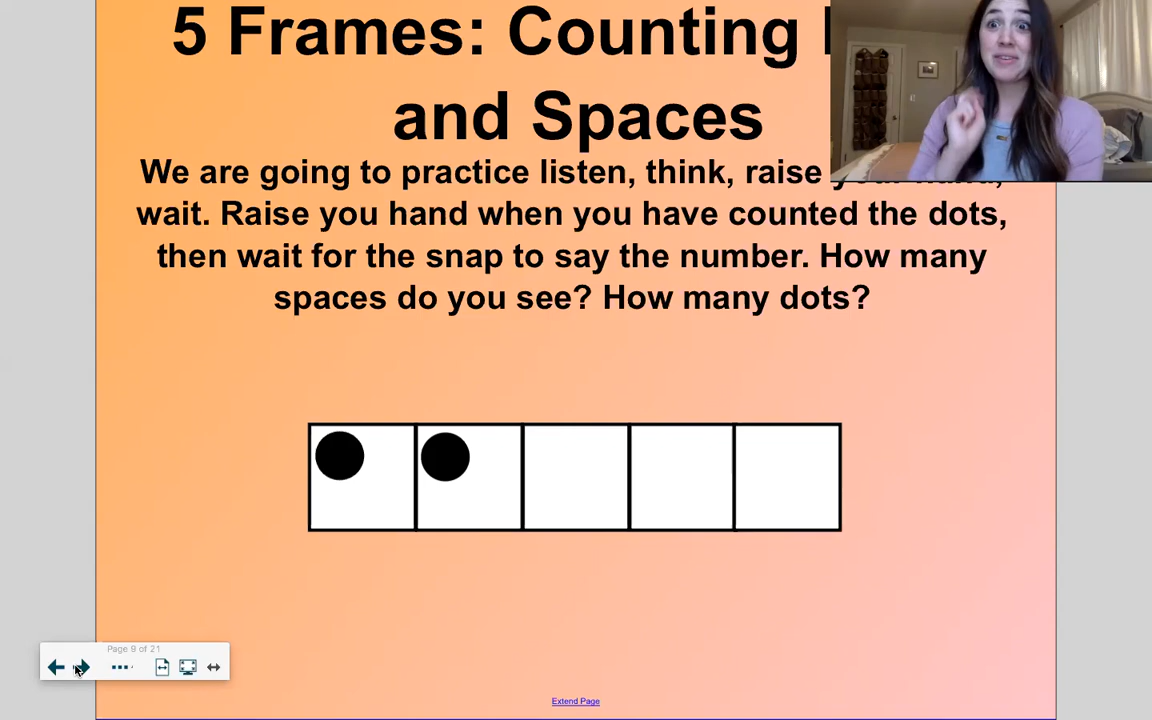 5 Frames: Counting
and Spaces
We are going to practice listen, think, raise your hand,
wait. Raise you hand when you have counted the dots,
then wait for the snap to say the number. How many
spaces do you see? How many dots?
Page 9 of 21
Extend Page